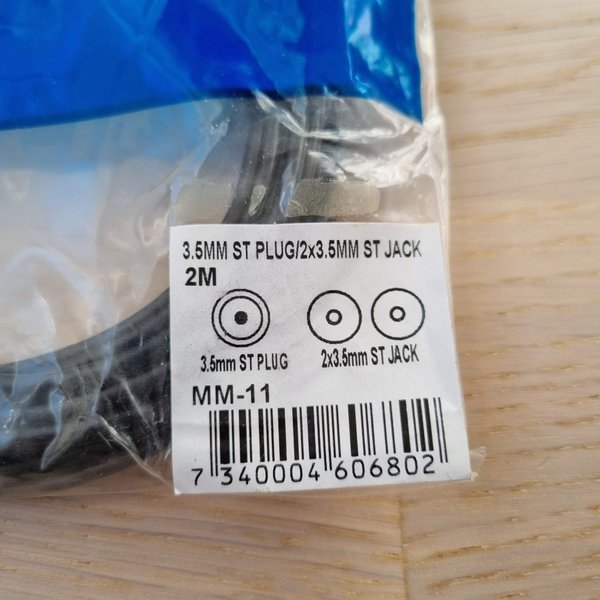 3.5MM ST PLUG/2x3.5MM ST JACK
2M
3.5mm ST PLUG 2x3.5mm ST JACK
MM-11
7 340004 606802